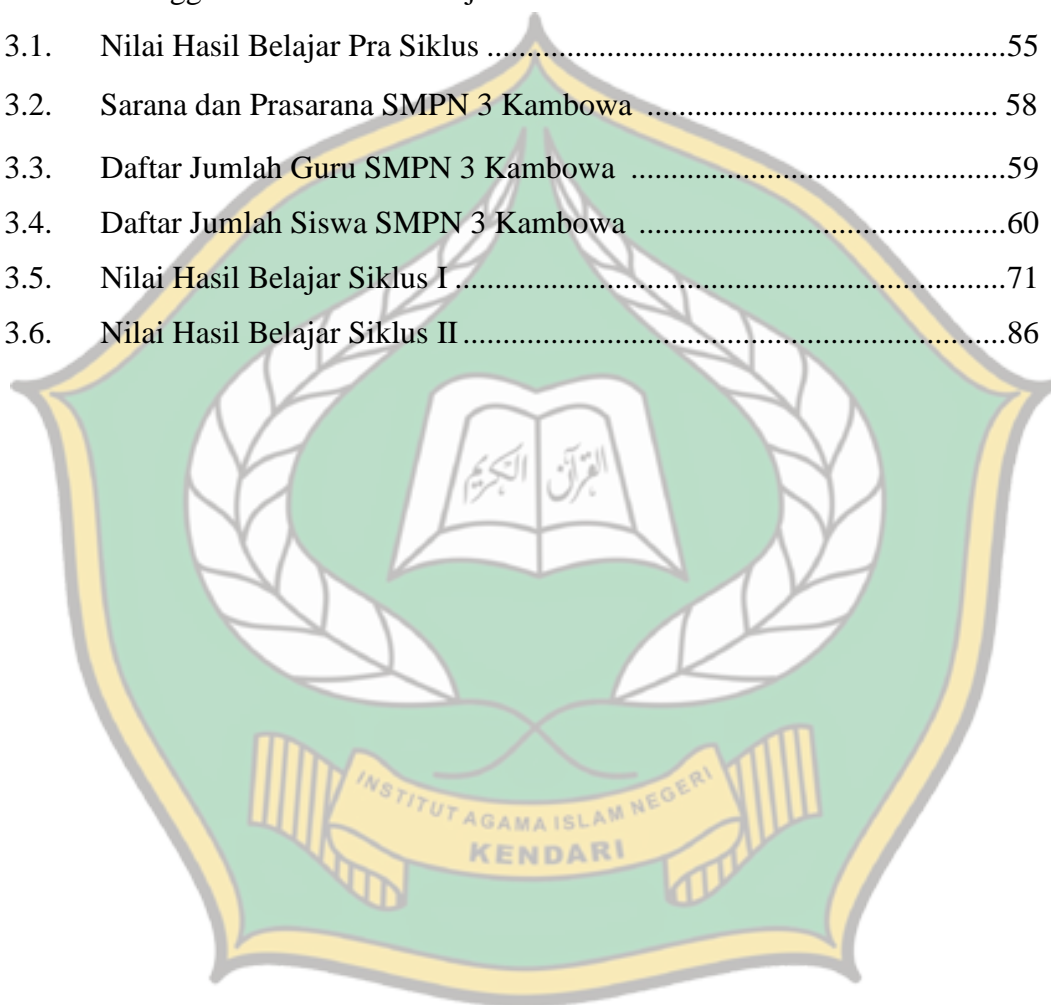 3.1. Nilai Hasil Belajar Pra Siklus ................................................................55
3.2. Sarana dan Prasarana SMPN 3 Kambowa ........................................... 58
3.3. Daftar Jumlah Guru SMPN 3 Kambowa ..............................................59
3.4. Daftar Jumlah Siswa SMPN 3 Kambowa .............................................60
3.5. Nilai Hasil Belajar Siklus I ...................................................................71
3.6. Nilai Hasil Belajar Siklus II ..................................................................86
القرآن الكريم
INSTITUT AGAMA ISLAM NEGERI
KENDARI